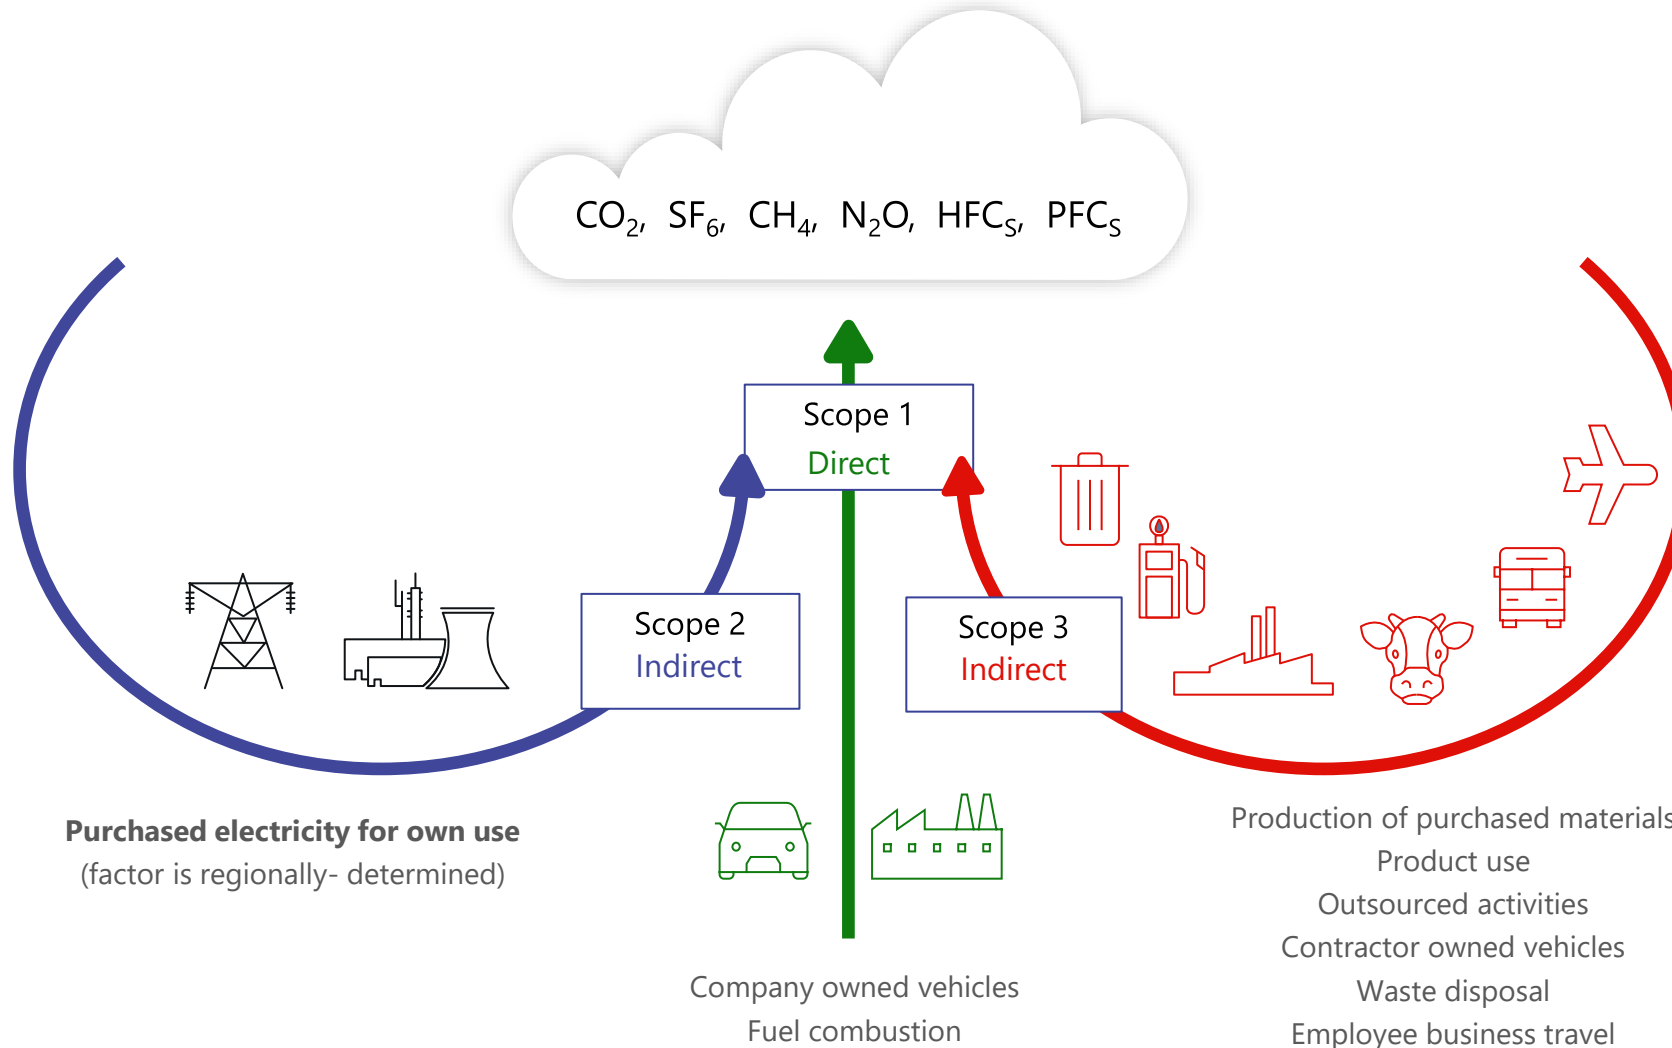 CO₂, SF₆, CH₄, N₂O, HFCₛ, PFCₛ
Scope 1
Direct
Scope 2
Indirect
Scope 3
Indirect
Purchased electricity for own use
(factor is regionally- determined)
Company owned vehicles
Fuel combustion
Production of purchased materials
Product use
Outsourced activities
Contractor owned vehicles
Waste disposal
Employee business travel